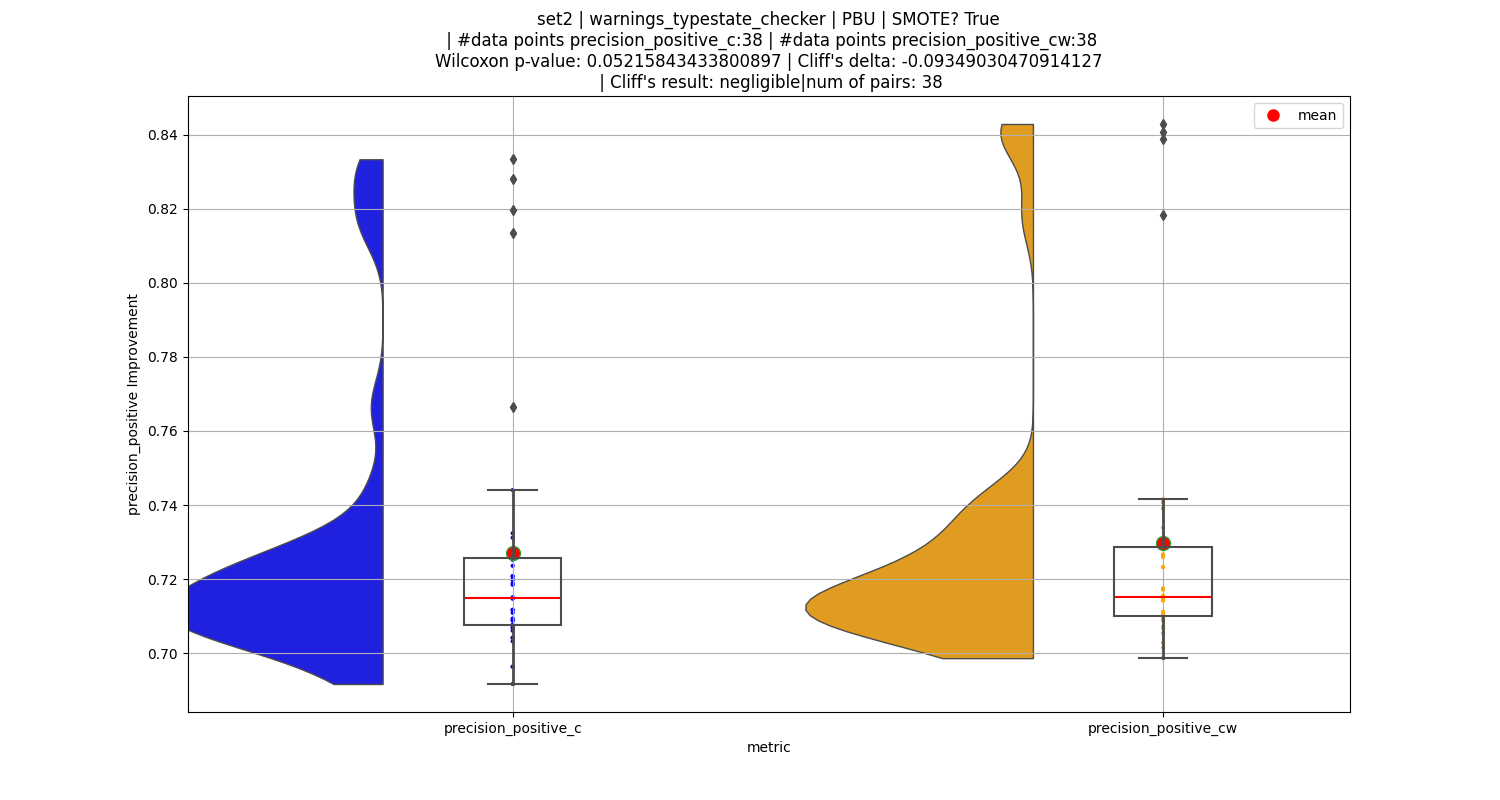 set2 | warnings_typestate_checker | PBU | SMOTE? True
| #data points precision_positive_c:38 | #data points precision_positive_cw:38
Wilcoxon p-value: 0.05215843433800897 | Cliff's delta: -0.09349030470914127
| Cliff's result: negligible|num of pairs: 38
mean
0.84
0.82
0.80
0.78
0.76
0.74
0.72
0.70
precision_positive Improvement
precision_positive_c
precision_positive_cw
metric